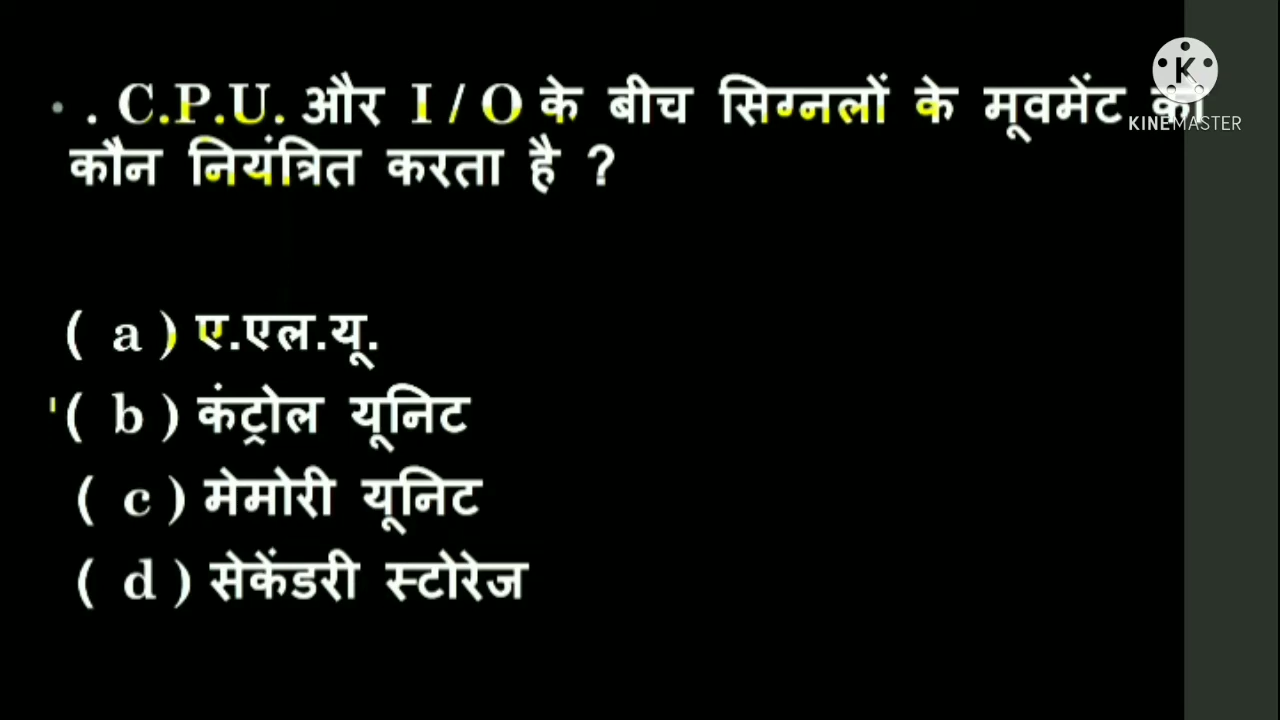 • . C.P.U. और I / O के बीच सिग्नलों के मूवमेंट को
कौन नियंत्रित करता है ?
( a ) ए.एल.यू.
'( b ) कंट्रोल यूनिट
( c ) मेमोरी यूनिट
( d ) सेकेंडरी स्टोरेज
K
KINEMASTER